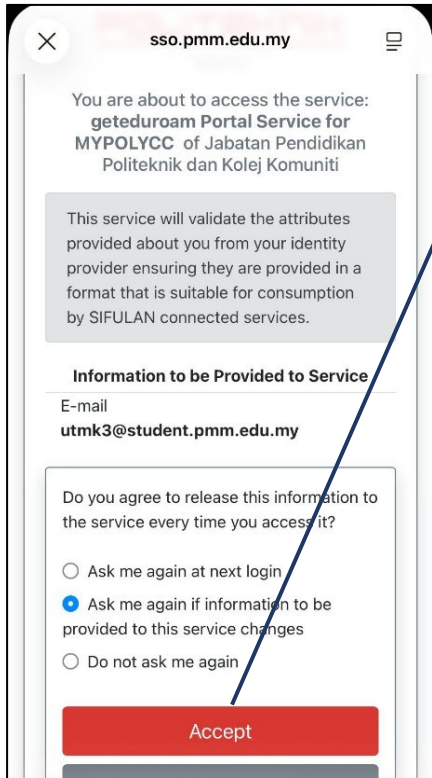 sso.pmm.edu.my
You are about to access the service:
geteduroam Portal Service for
MYPOLYCC of Jabatan Pendidikan
Politeknik dan Kolej Komuniti
This service will validate the attributes
provided about you from your identity
provider ensuring they are provided in a
format that is suitable for consumption
by SIFULAN connected services.
Information to be Provided to Service
E-mail
utmk3@student.pmm.edu.my
Do you agree to release this information to
the service every time you access it?
Ask me again at next login
Ask me again if information to be
provided to this service changes
Do not ask me again
Accept